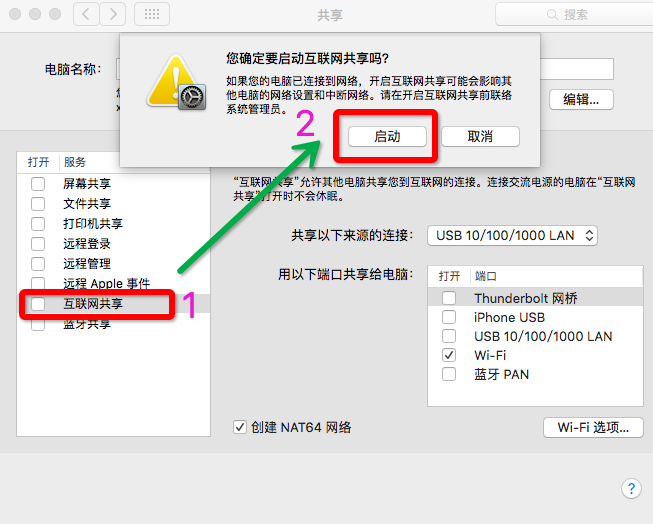 共享
搜索
电脑名称：
编辑...
您确定要启动互联网共享吗？
如果您的电脑已连接到网络，开启互联网共享可能会影响其
他电脑的网络设置和中断网络。请在开启互联网共享前联络
系统管理员。
2
启动
取消
打开 服务
屏幕共享
文件共享
打印机共享
远程登录
远程管理
远程 Apple 事件
互联网共享
1
蓝牙共享
“互联网共享”允许其他电脑共享您到互联网的连接。连接交流电源的电脑在“互联网
共享”打开时不会休眠。
共享以下来源的连接：
USB 10/100/1000 LAN
用以下端口共享给电脑：
打开 端口
Thunderbolt 网桥
iPhone USB
USB 10/100/1000 LAN
Wi-Fi
蓝牙 PAN
创建 NAT64 网络
Wi-Fi 选项...
?